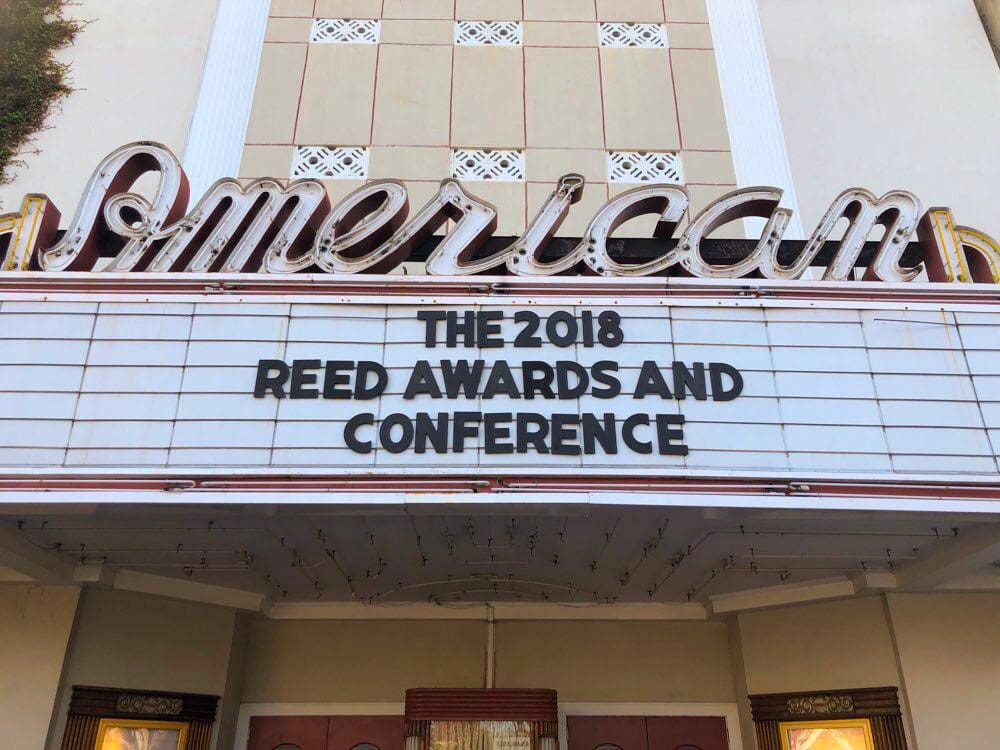 American
THE 2018
REED AWARDS AND
CONFERENCE